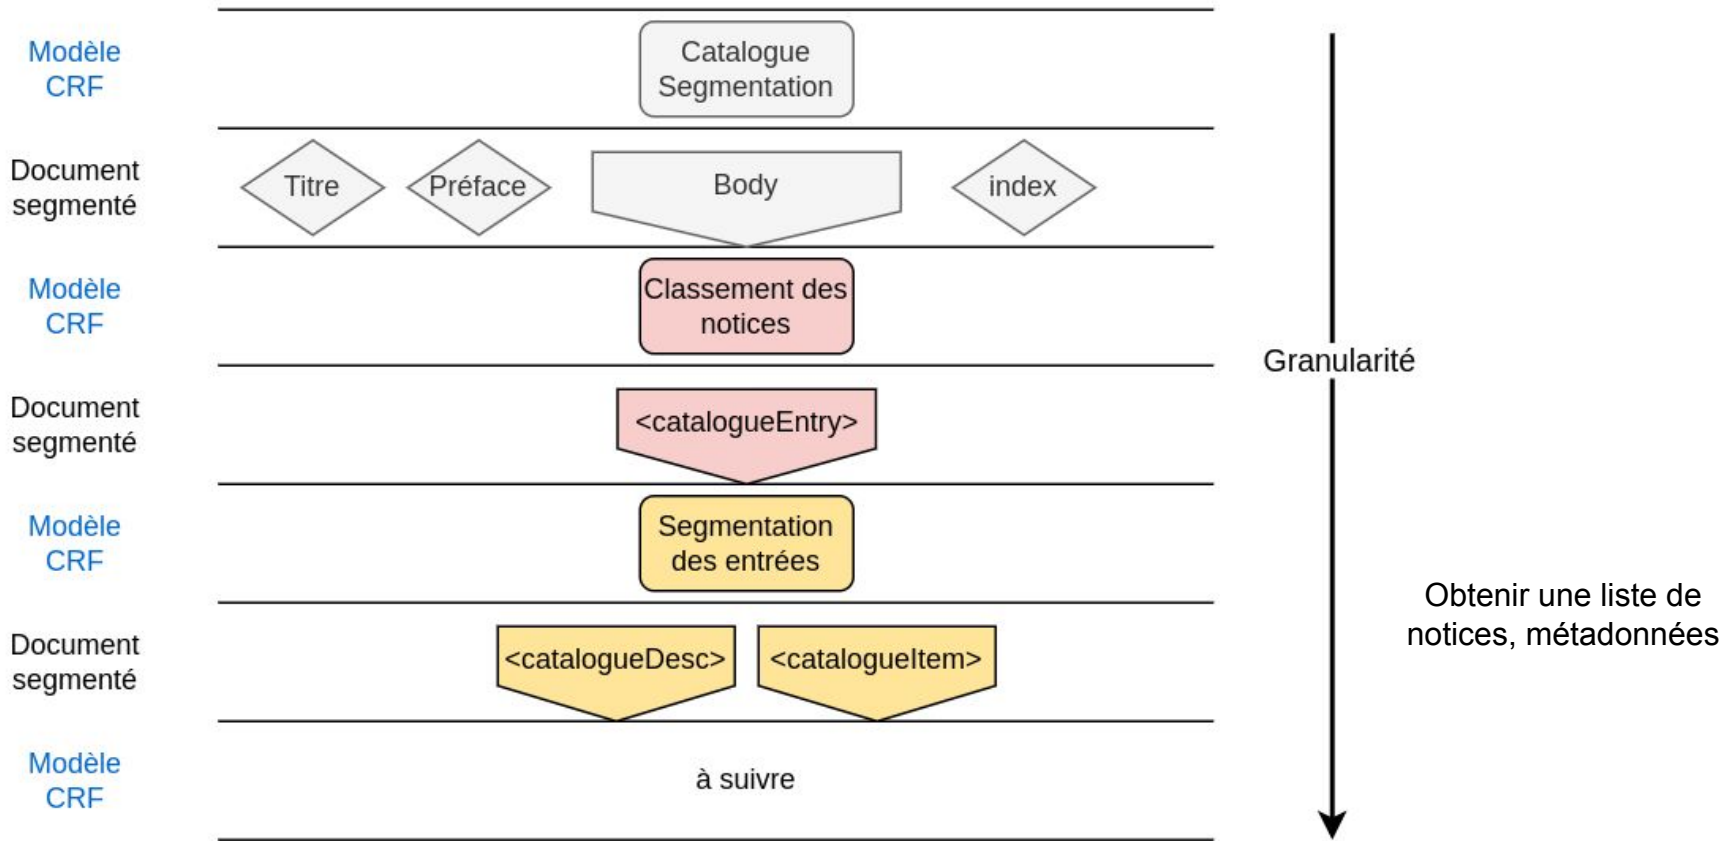 Modèle
CRF
Catalogue
Segmentation
Document
segmenté
Titre
Préface
Body
index
Modèle
CRF
Classement des
notices
Granularité
Document
segmenté
<catalogueEntry>
Modèle
CRF
Segmentation
des entrées
Obtenir une liste de
notices, métadonnées
Document
segmenté
<catalogueDesc>
<catalogueItem>
Modèle
CRF
à suivre